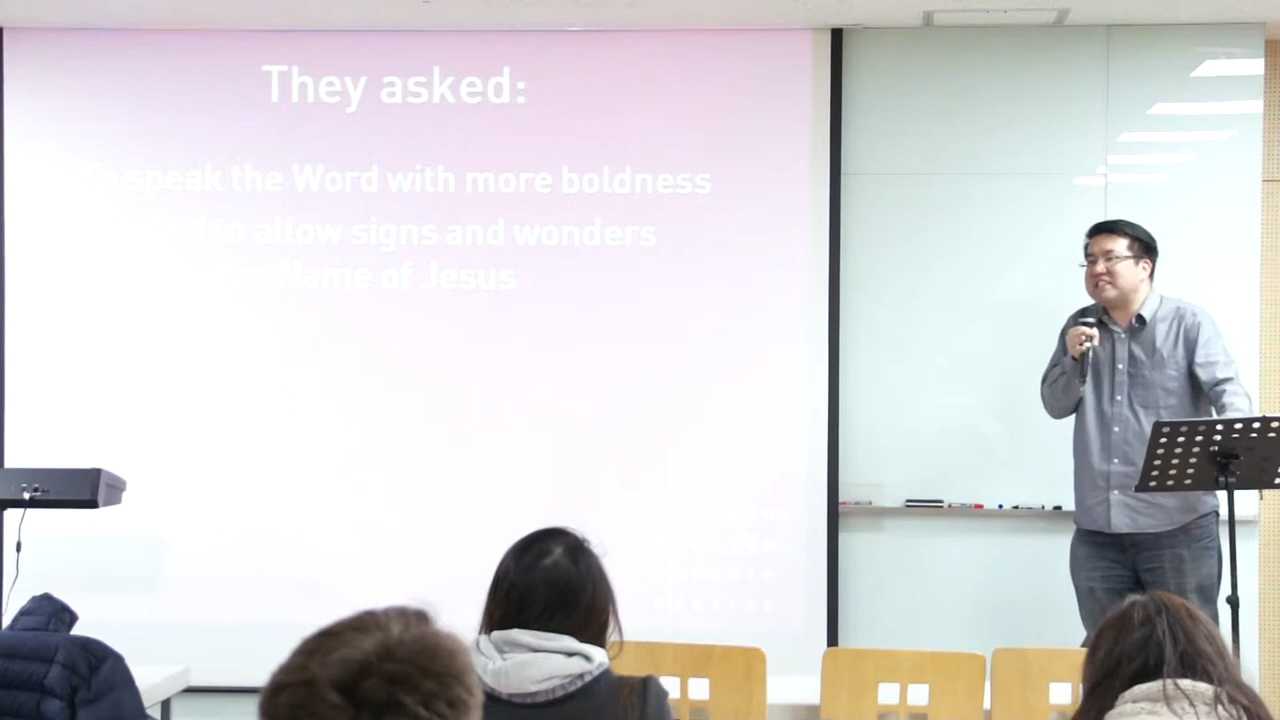 They asked:
speak the Word with more boldness
to allow signs and wonders
Name of Jesus